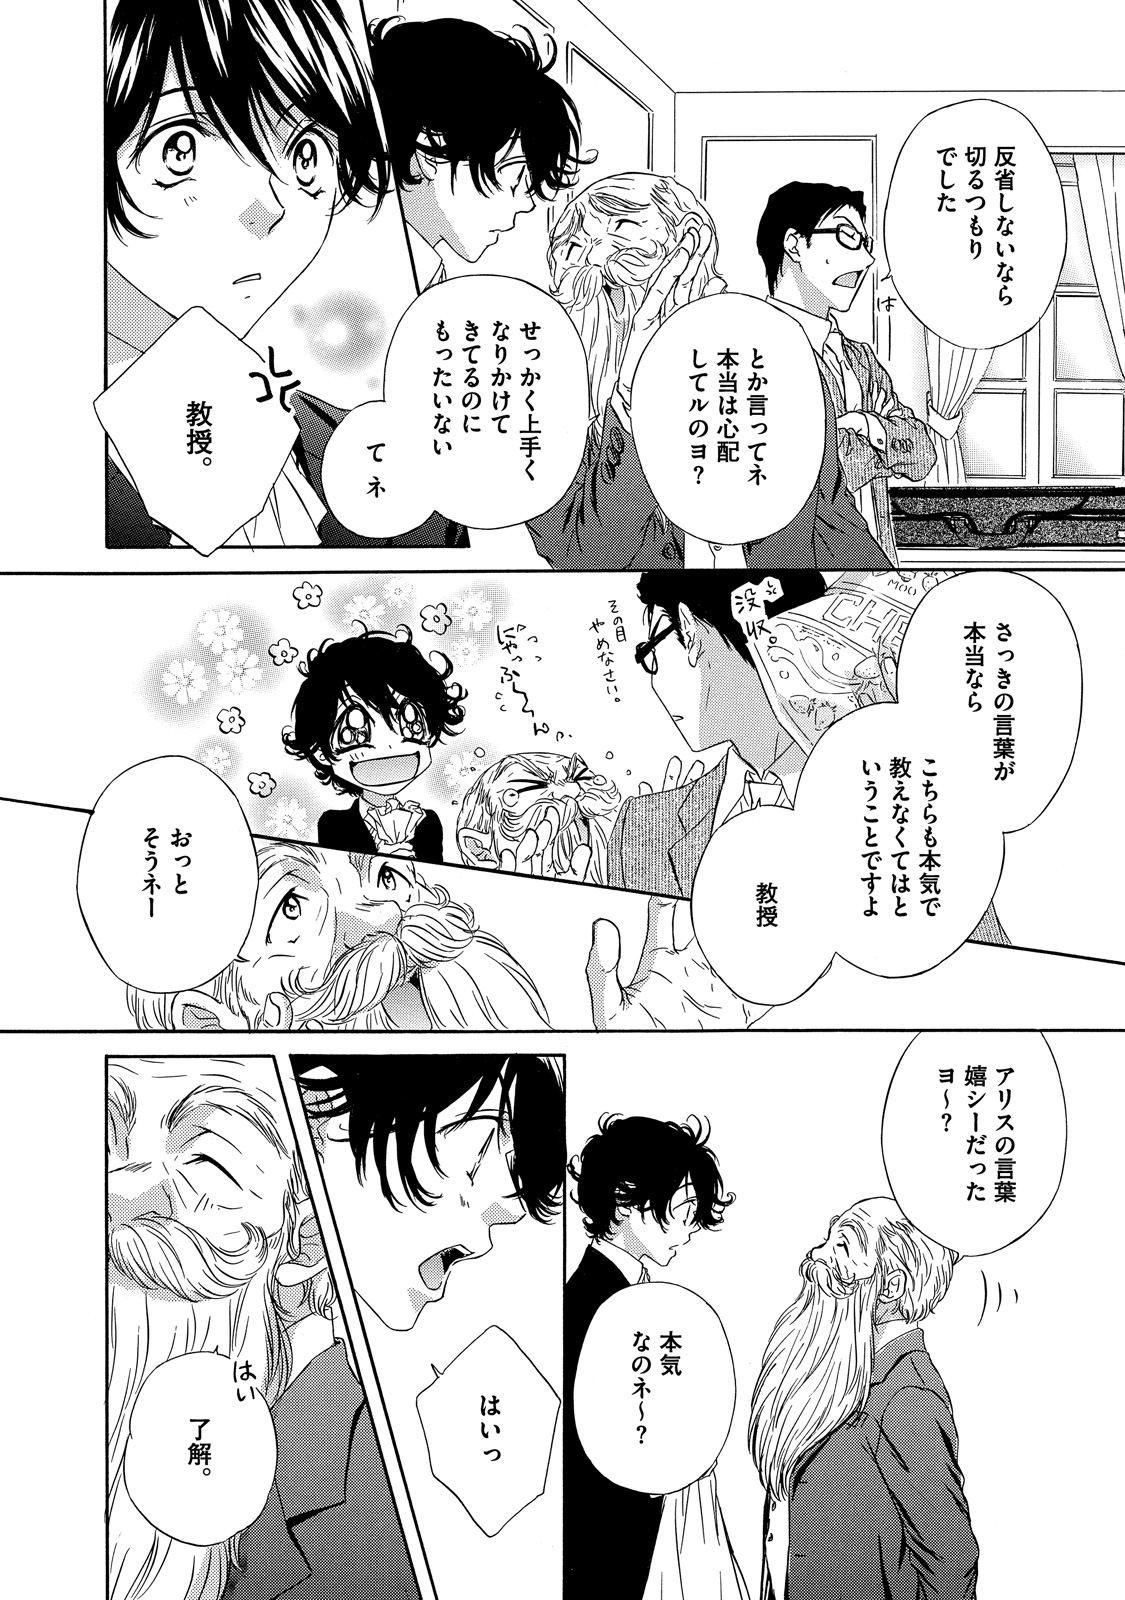 反省しないなら
切るつもり
でした
は
とか言ってネ
本当は心配
してルのヨ？
せっかく上手く
なりかけて
きてるのに
もったいない
てネ
教授。
コレ
さっきの言葉が
本当なら
こちらも本気で
教えなくてはと
いうことですよ
教授
没収。
MOO
CHE
その目
やめなさい。
にゃっふ〜ん
おっと
そうネー
アリスの言葉
嬉シーだった
ヨ〜？
本気
なのネ〜？
はいっ
はい
了解。